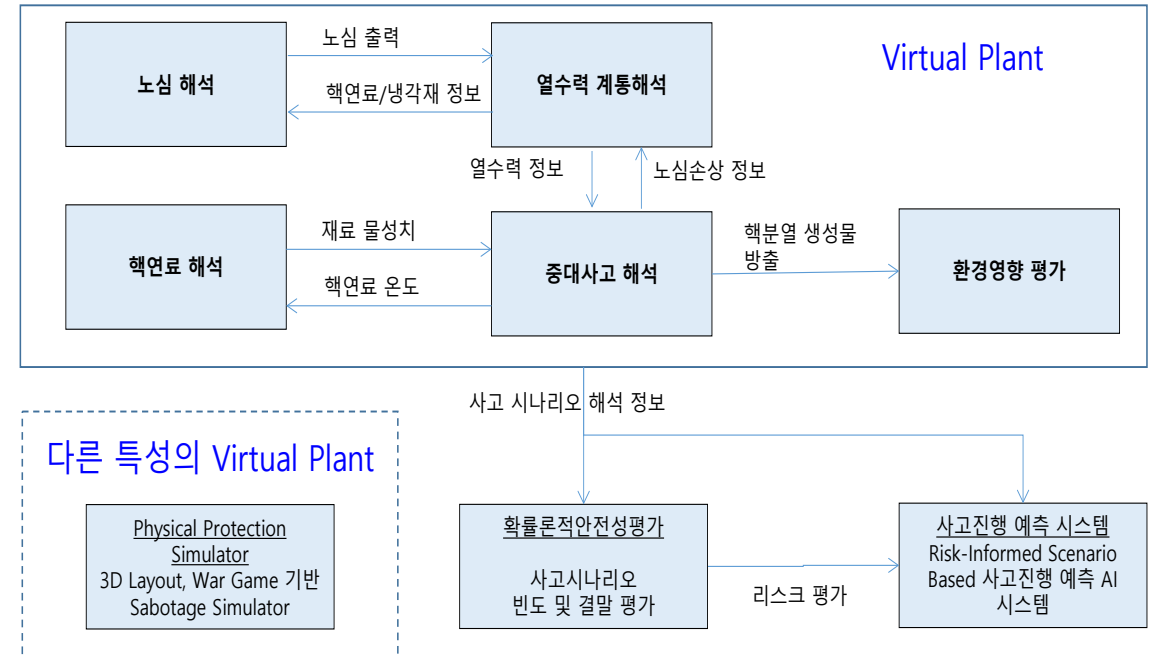 Virtual Plant
노심 해석
노심 출력
핵연료/냉각재 정보
열수력 계통해석
열수력 정보
노심손상 정보
핵연료 해석
재료 물성치
핵연료 온도
중대사고 해석
핵분열 생성물
방출
환경영향 평가
사고 시나리오 해석 정보
다른 특성의 Virtual Plant
Physical Protection
Simulator
3D Layout, War Game 기반
Sabotage Simulator
확률론적안전성평가
사고시나리오
빈도 및 결말 평가
리스크 평가
사고진행 예측 시스템
Risk-Informed Scenario
Based 사고진행 예측 AI
시스템